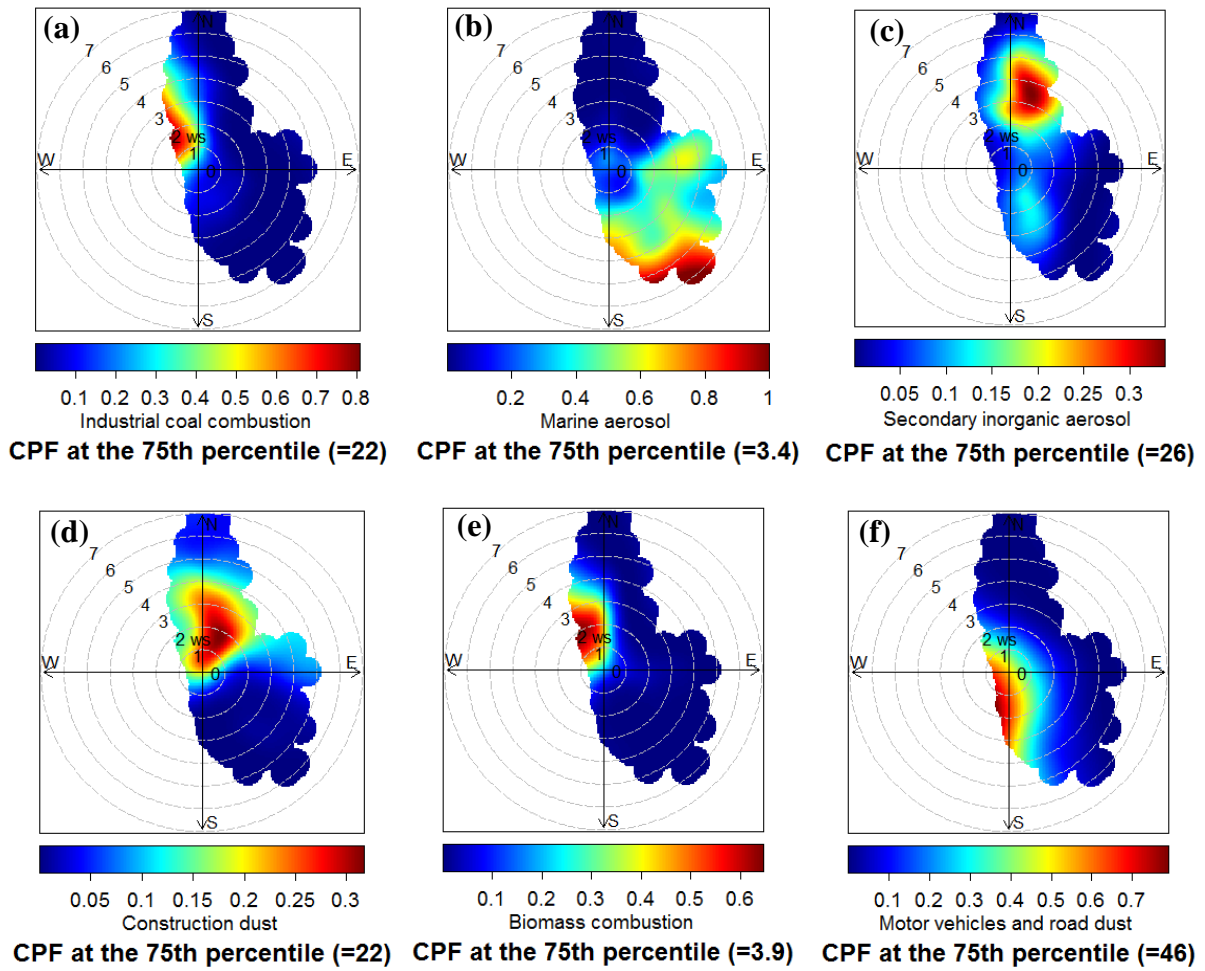 (a)
N
7
6
5
4
3
2 ws
1
0
W
E
S
0.1 0.2 0.3 0.4 0.5 0.6 0.7 0.8
Industrial coal combustion
CPF at the 75th percentile (=22)
(b)
N
7
6
5
4
3
2 ws
1
0
W
E
S
0.2 0.4 0.6 0.8 1
Marine aerosol
CPF at the 75th percentile (=3.4)
(c)
N
7
6
5
4
3
2 ws
1
0
W
E
S
0.05 0.1 0.15 0.2 0.25 0.3
Secondary inorganic aerosol
CPF at the 75th percentile (=26)
(d)
N
7
6
5
4
3
2 ws
1
0
W
E
S
0.05 0.1 0.15 0.2 0.25 0.3
Construction dust
CPF at the 75th percentile (=22)
(e)
N
7
6
5
4
3
2 ws
1
0
W
E
S
0.1 0.2 0.3 0.4 0.5 0.6
Biomass combustion
CPF at the 75th percentile (=3.9)
(f)
N
7
6
5
4
3
2 ws
1
0
W
E
S
0.1 0.2 0.3 0.4 0.5 0.6 0.7
Motor vehicles and road dust
CPF at the 75th percentile (=46)